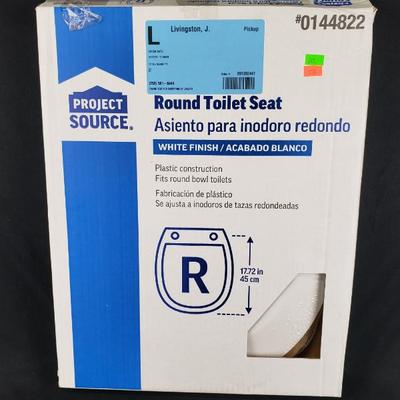 L
Livingston, J.
Pickup
#0144822
PROJECT
SOURCE®
Round Toilet Seat
Asiento para inodoro redondo
WHITE FINISH / ACABADO BLANCO
Plastic construction
Fits round bowl toilets
Fabricación de plástico
Se ajusta a inodoros de tazas redondeadas
R
17.72 in
45 cm